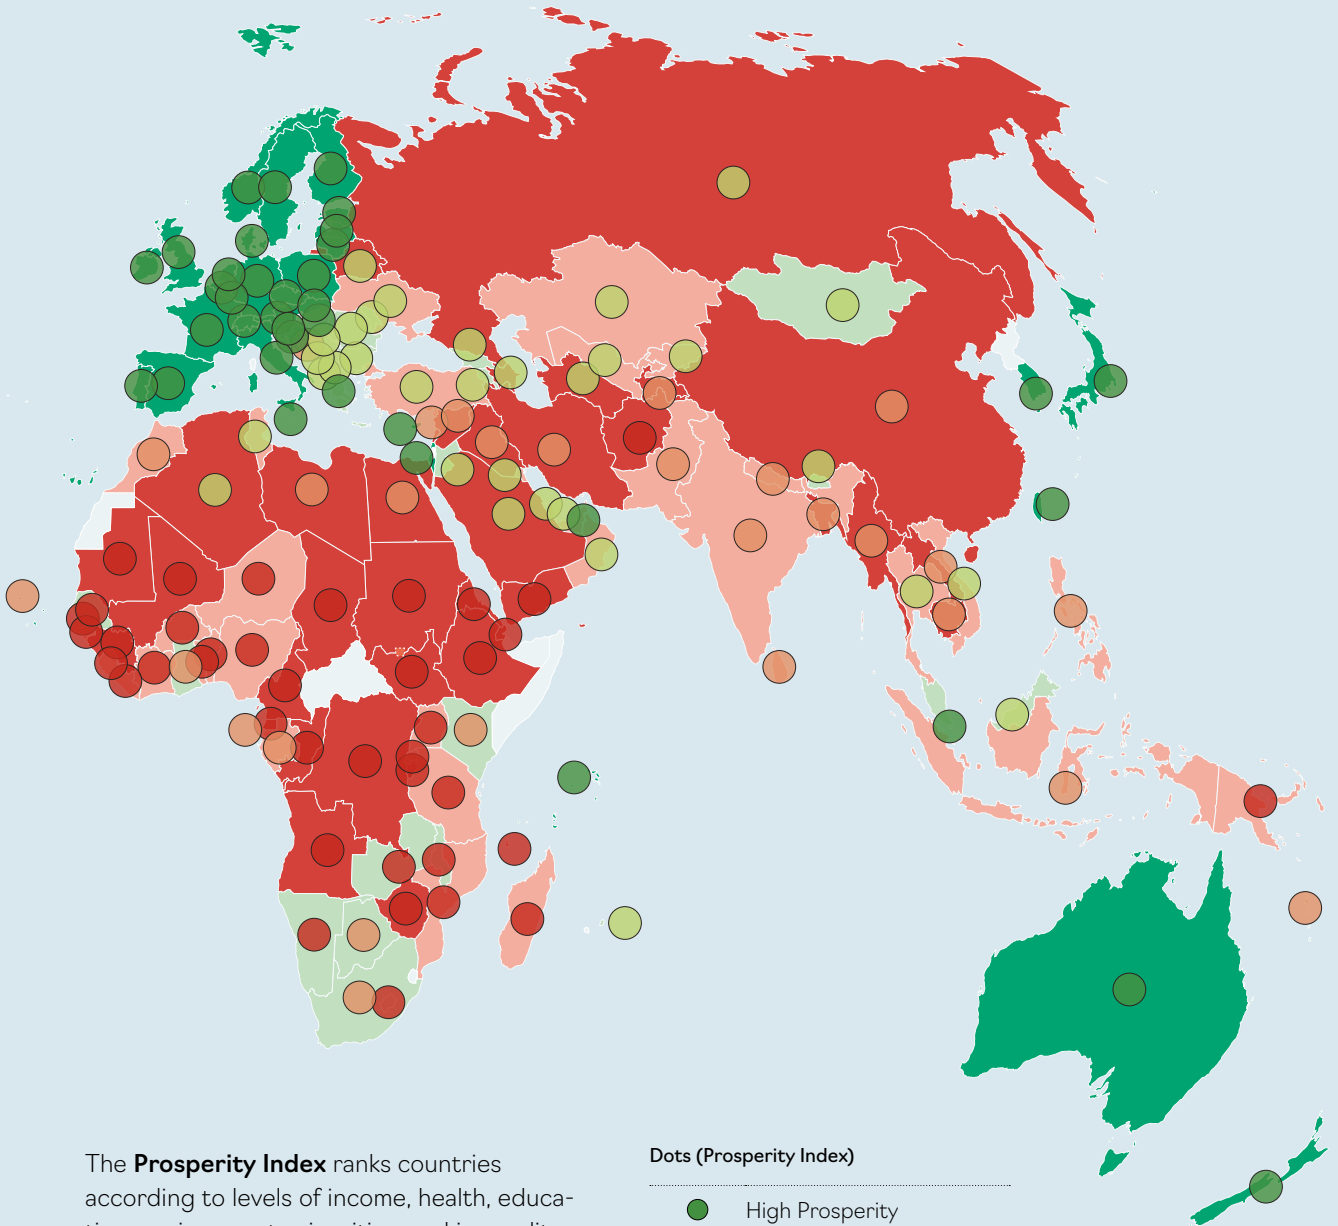 The Prosperity Index ranks countries
according to levels of income, health, educa-
Dots (Prosperity Index)
High Prosperity